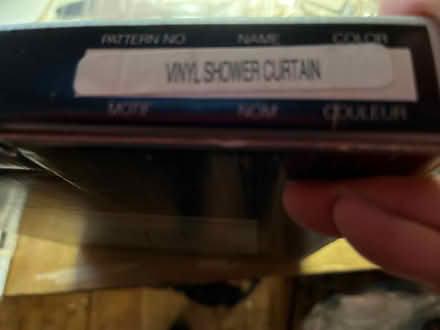 PATTERN NO NAME COLOR
VINYL SHOWER CURTAIN
MOTIF NOM COULEUR